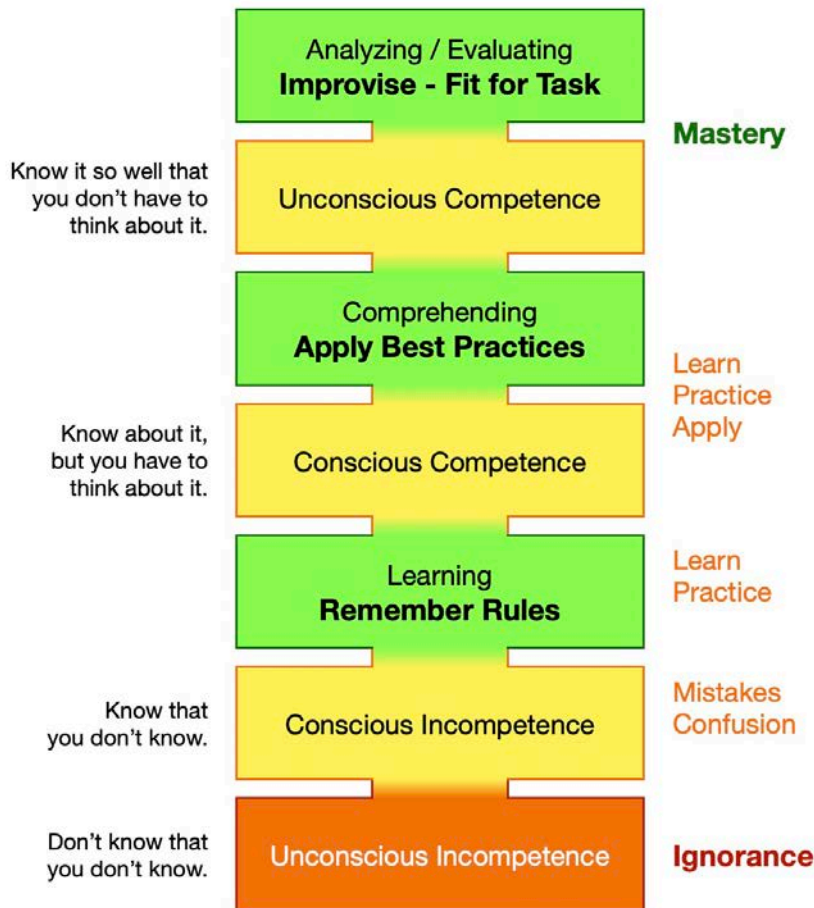 Analyzing / Evaluating
Improvise - Fit for Task
Mastery
Know it so well that
you don't have to
think about it.
Unconscious Competence
Comprehending
Apply Best Practices
Learn
Practice
Apply
Know about it,
but you have to
think about it.
Conscious Competence
Learning
Remember Rules
Learn
Practice
Know that
you don't know.
Conscious Incompetence
Mistakes
Confusion
Don't know that
you don't know.
Unconscious Incompetence
Ignorance